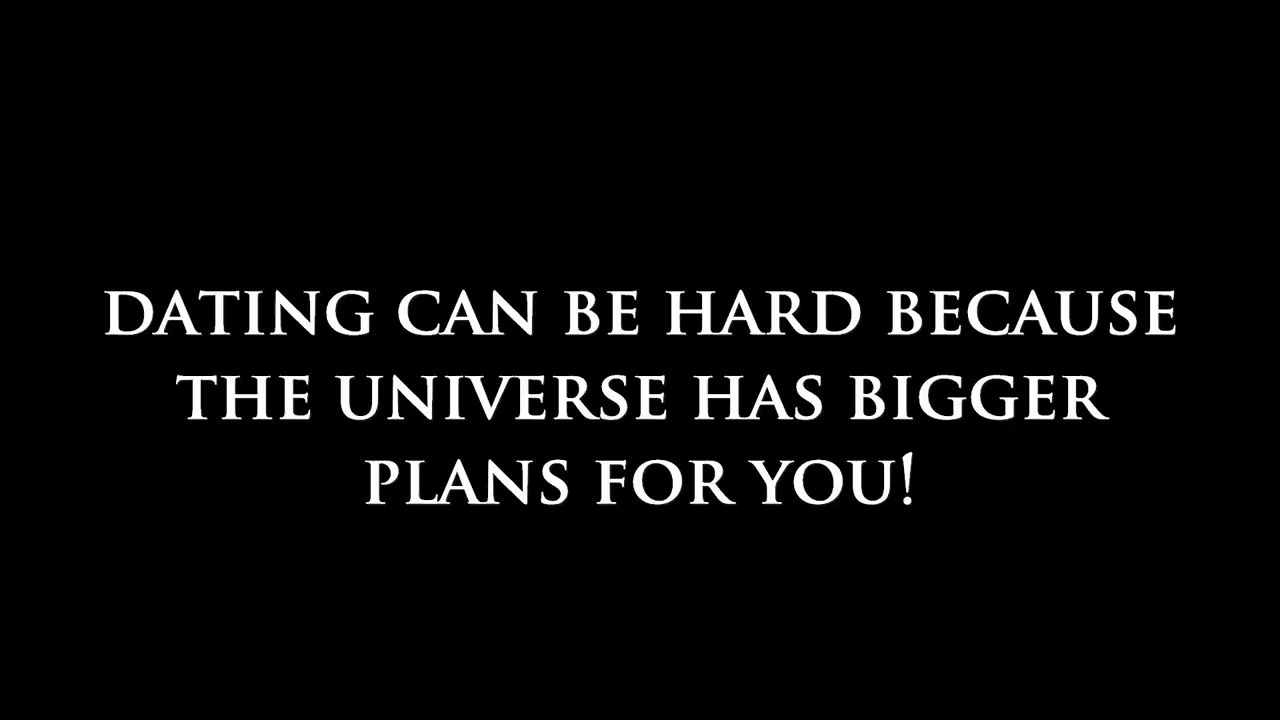 DATING CAN BE HARD BECAUSE
THE UNIVERSE HAS BIGGER
PLANS FOR YOU!